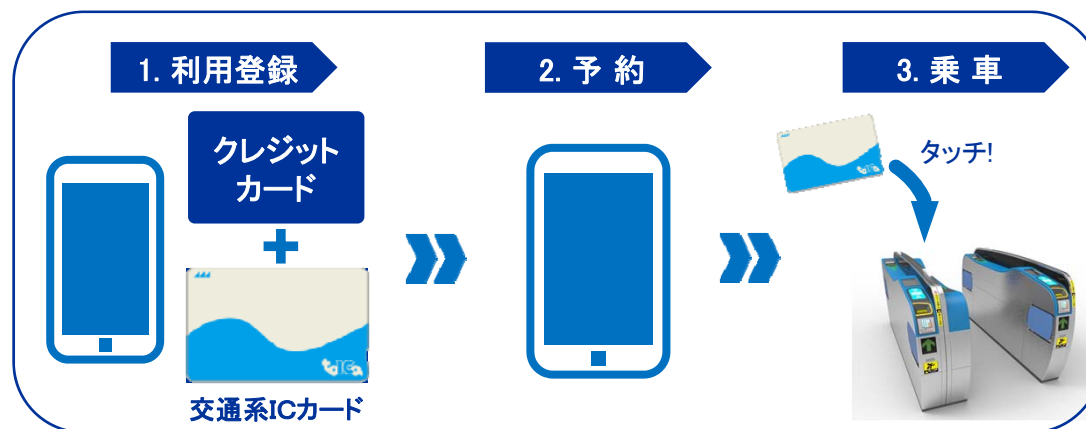 1. 利用登録
2. 予 約
3. 乗 車
クレジット
カード
タッチ!
toICa
交通系ICカード